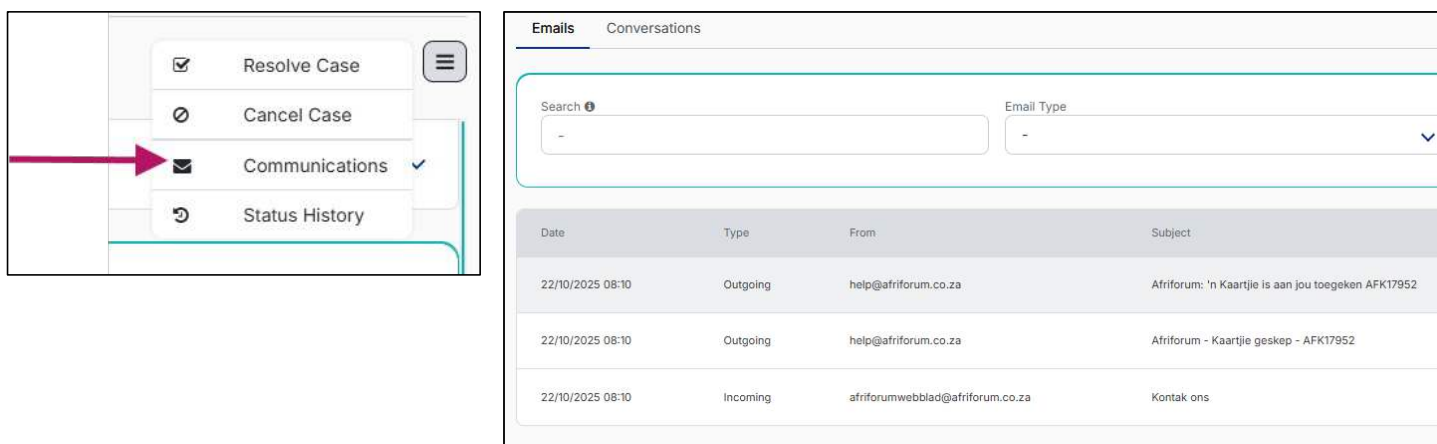 Resolve Case
Cancel Case
Communications
Status History
Emails Conversations
Search Email Type
- -
Date Type From Subject
22/10/2025 08:10 Outgoing help@afriforum.co.za Afriforum: 'n Kaartjie is aan jou toegeken AFK17952
22/10/2025 08:10 Outgoing help@afriforum.co.za Afriforum - Kaartjie geskep - AFK17952
22/10/2025 08:10 Incoming afriforumwebblad@afriforum.co.za Kontak ons